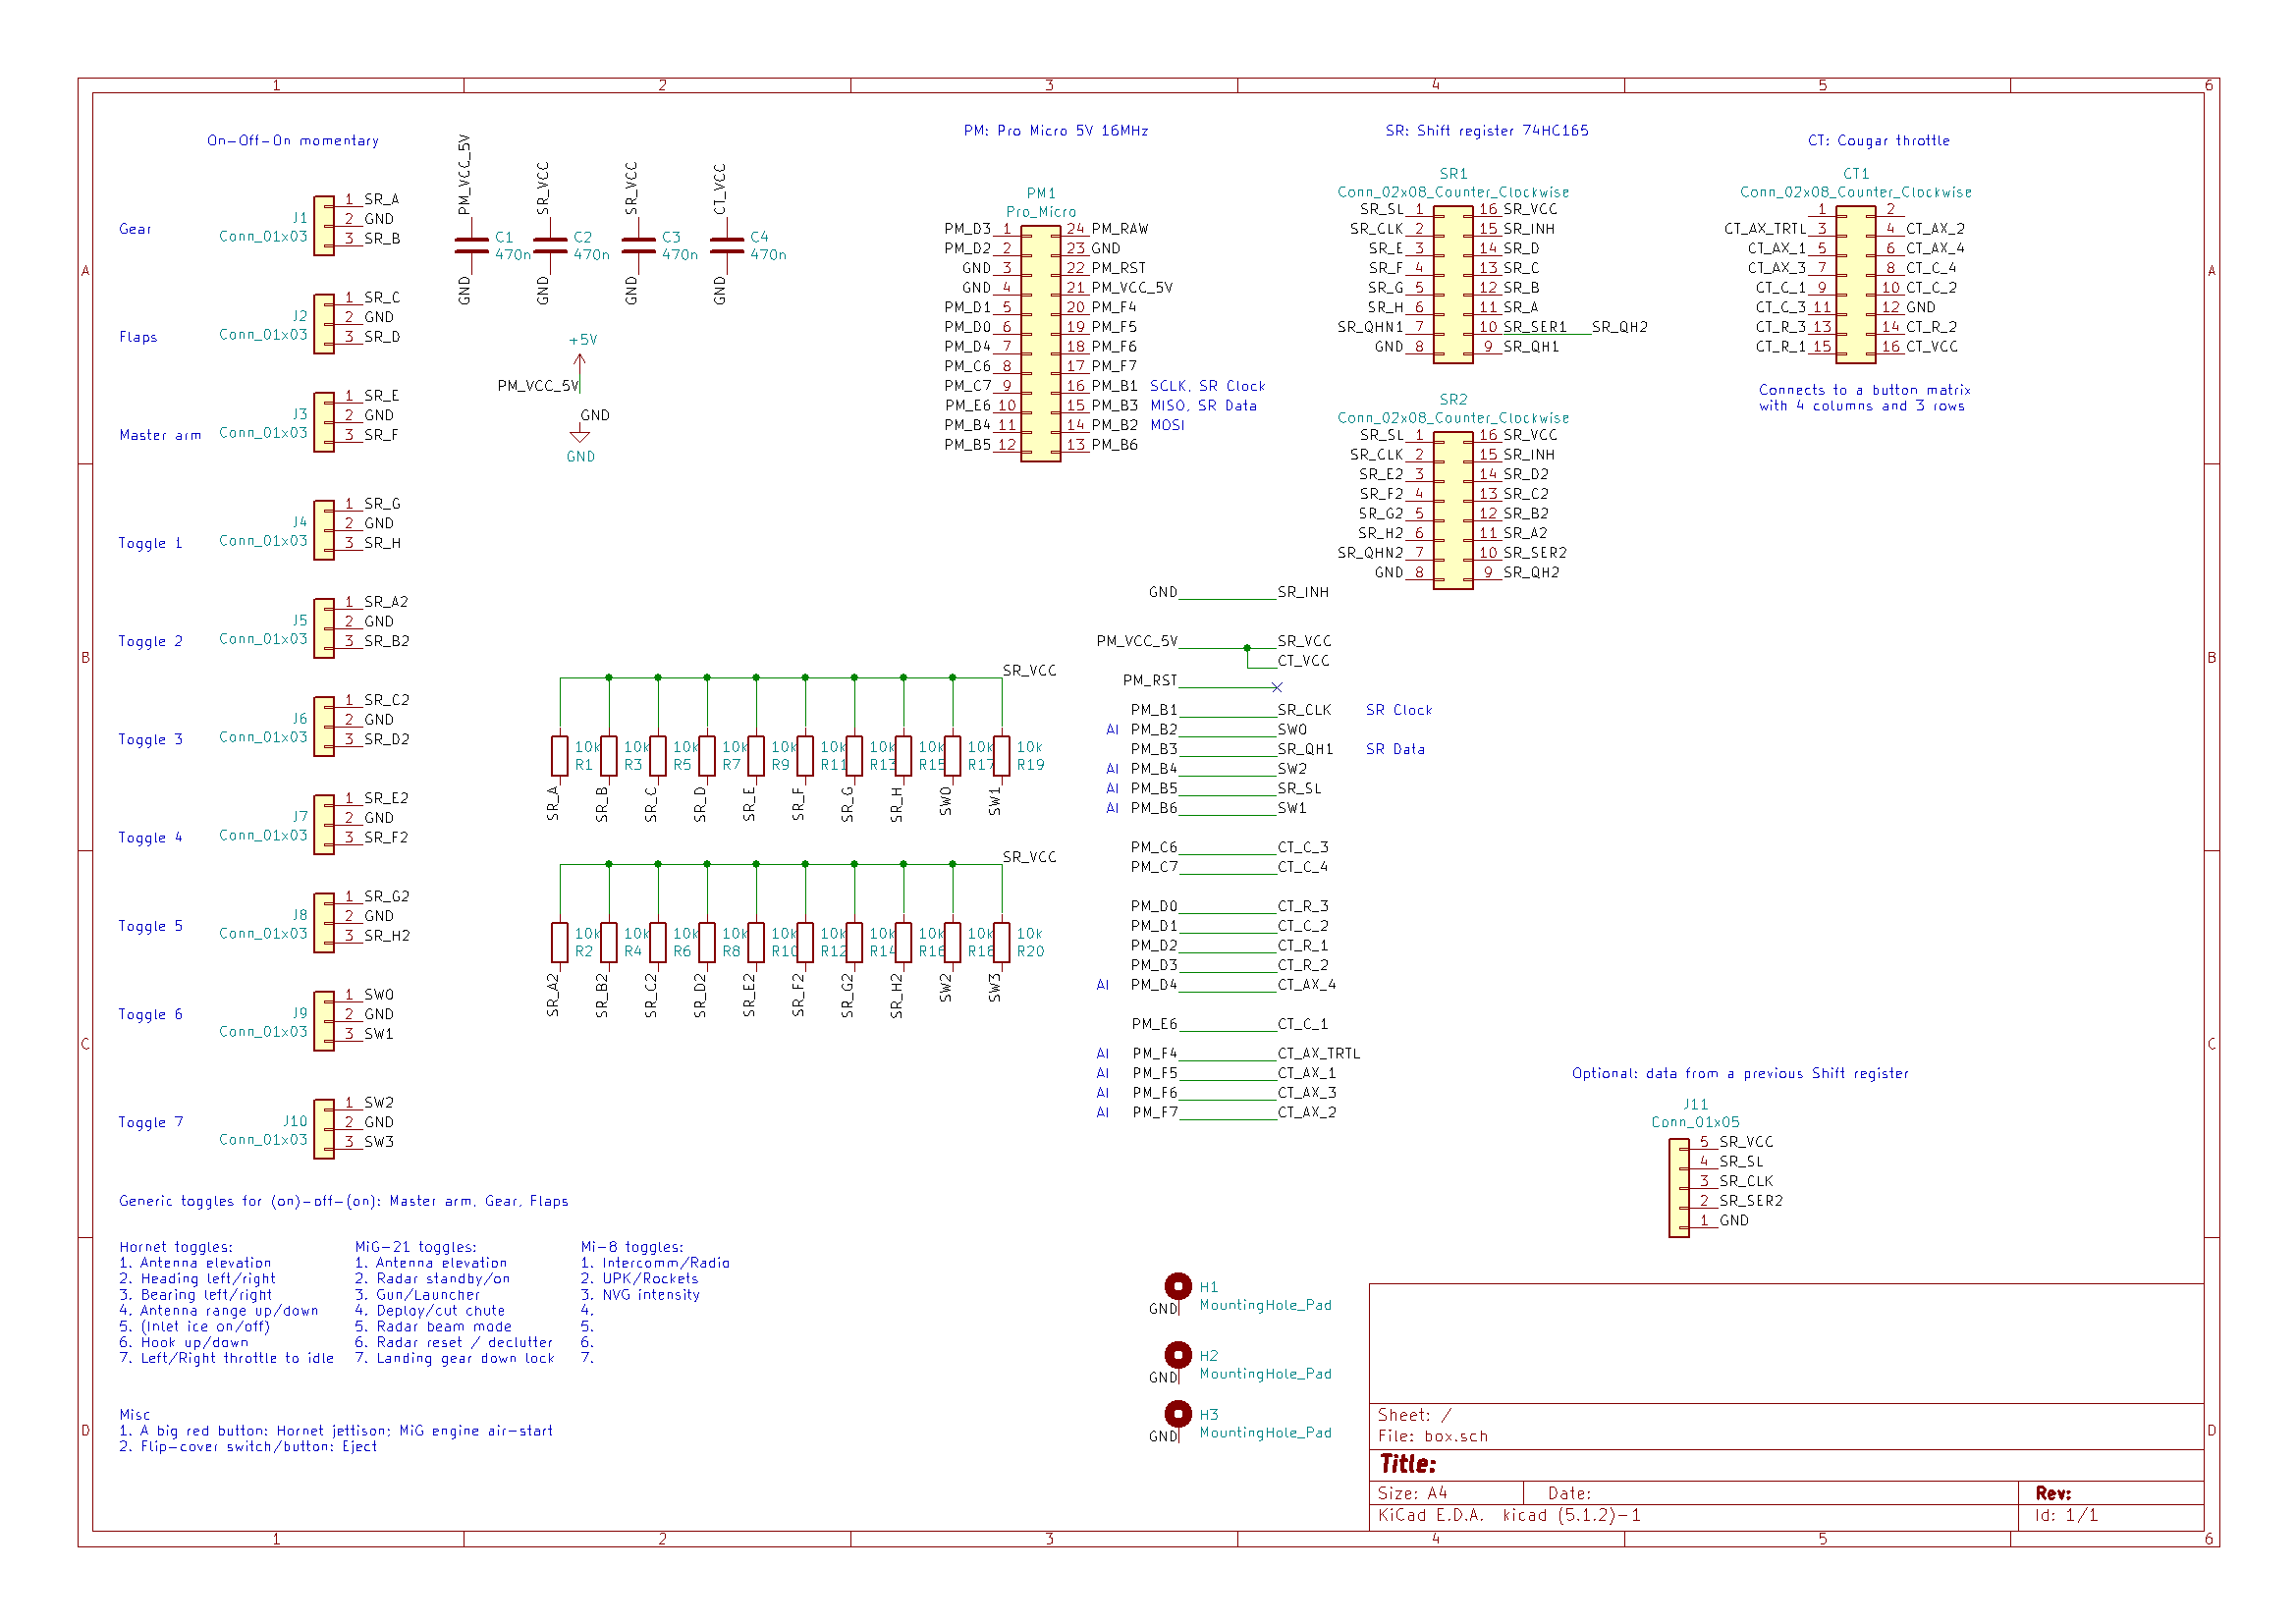 1 2 3 4 5 6
A
B
C
D
On-Off-On momentary
Gear
J1
Conn_01x03
1 SR_A
2 GND
3 SR_B
Flaps
J2
Conn_01x03
1 SR_C
2 GND
3 SR_D
Master arm
J3
Conn_01x03
1 SR_E
2 GND
3 SR_F
Toggle 1
J4
Conn_01x03
1 SR_G
2 GND
3 SR_H
Toggle 2
J5
Conn_01x03
1 SR_A2
2 GND
3 SR_B2
Toggle 3
J6
Conn_01x03
1 SR_C2
2 GND
3 SR_D2
Toggle 4
J7
Conn_01x03
1 SR_E2
2 GND
3 SR_F2
Toggle 5
J8
Conn_01x03
1 SR_G2
2 GND
3 SR_H2
Toggle 6
J9
Conn_01x03
1 SW0
2 GND
3 SW1
Toggle 7
J10
Conn_01x03
1 SW2
2 GND
3 SW3
PM_VCC_5V
C1
470n
GND
SR_VCC
C2
470n
GND
SR_VCC
C3
470n
GND
CT_VCC
C4
470n
GND
+5V
PM_VCC_5V
GND
GND
PM: Pro Micro 5V 16MHz
PM1
Pro_Micro
PM_D3 1 24 PM_RAW
PM_D2 2 23 GND
GND 3 22 PM_RST
GND 4 21 PM_VCC_5V
PM_D1 5 20 PM_F4
PM_D0 6 19 PM_F5
PM_D4 7 18 PM_F6
PM_C6 8 17 PM_F7
PM_C7 9 16 PM_B1 SCLK, SR Clock
PM_E6 10 15 PM_B3 MISO, SR Data
PM_B4 11 14 PM_B2 MOSI
PM_B5 12 13 PM_B6
SR: Shift register 74HC165
SR1
Conn_02x08_Counter_Clockwise
SR_SL 1 16 SR_VCC
SR_CLK 2 15 SR_INH
SR_E 3 14 SR_D
SR_F 4 13 SR_C
SR_G 5 12 SR_B
SR_H 6 11 SR_A
SR_QHN1 7 10 SR_SER1 SR_QH2
GND 8 9 SR_QH1
SR2
Conn_02x08_Counter_Clockwise
SR_SL 1 16 SR_VCC
SR_CLK 2 15 SR_INH
SR_E2 3 14 SR_D2
SR_F2 4 13 SR_C2
SR_G2 5 12 SR_B2
SR_H2 6 11 SR_A2
SR_QHN2 7 10 SR_SER2
GND 8 9 SR_QH2
CT: Cougar throttle
CT1
Conn_02x08_Counter_Clockwise
1 2
CT_AX_TRTL 3 4 CT_AX_2
CT_AX_1 5 6 CT_AX_4
CT_AX_3 7 8 CT_C_4
CT_C_1 9 10 CT_C_2
CT_C_3 11 12 GND
CT_R_3 13 14 CT_R_2
CT_R_1 15 16 CT_VCC
Connects to a button matrix
with 4 columns and 3 rows
SR_VCC
10k 10k 10k 10k 10k 10k 10k 10k 10k 10k
R1 R3 R5 R7 R9 R11 R13 R15 R17 R19
SR_A SR_B SR_C SR_D SR_E SR_F SR_G SR_H SW0 SW1
SR_VCC
10k 10k 10k 10k 10k 10k 10k 10k 10k 10k
R2 R4 R6 R8 R10 R12 R14 R16 R18 R20
SR_A2 SR_B2 SR_C2 SR_D2 SR_E2 SR_F2 SR_G2 SR_H2 SW2 SW3
GND SR_INH
PM_VCC_5V SR_VCC
CT_VCC
PM_RST
PM_B1 SR_CLK SR Clock
AI PM_B2 SW0
PM_B3 SR_QH1 SR Data
AI PM_B4 SW2
AI PM_B5 SR_SL
AI PM_B6 SW1
PM_C6 CT_C_3
PM_C7 CT_C_4
PM_D0 CT_R_3
PM_D1 CT_C_2
PM_D2 CT_R_1
PM_D3 CT_R_2
AI PM_D4 CT_AX_4
PM_E6 CT_C_1
AI PM_F4 CT_AX_TRTL
AI PM_F5 CT_AX_1
AI PM_F6 CT_AX_3
AI PM_F7 CT_AX_2
Optional: data from a previous Shift register
J11
Conn_01x05
5 SR_VCC
4 SR_SL
3 SR_CLK
2 SR_SER2
1 GND
Generic toggles for (on)-off-(on): Master arm, Gear, Flaps
Hornet toggles:
1. Antenna elevation
2. Heading left/right
3. Bearing left/right
4. Antenna range up/down
5. (Inlet ice on/off)
6. Hook up/down
7. Left/Right throttle to idle
MiG-21 toggles:
1. Antenna elevation
2. Radar standby/on
3. Gun/Launcher
4. Deploy/cut chute
5. Radar beam mode
6. Radar reset / declutter
7. Landing gear down lock
Mi-8 toggles:
1. Intercomm/Radio
2. UPK/Rockets
3. NVG intensity
4.
5.
6.
7.
Misc
1. A big red button: Hornet jettison; MiG engine air-start
2. Flip-cover switch/button: Eject
H1
MountingHole_Pad
GND
H2
MountingHole_Pad
GND
H3
MountingHole_Pad
GND
Sheet: /
File: box.sch
Title:
Size: A4 Date: Rev:
KiCad E.D.A. kicad (5.1.2)-1 Id: 1/1
A
B
C
D
1 2 3 4 5 6